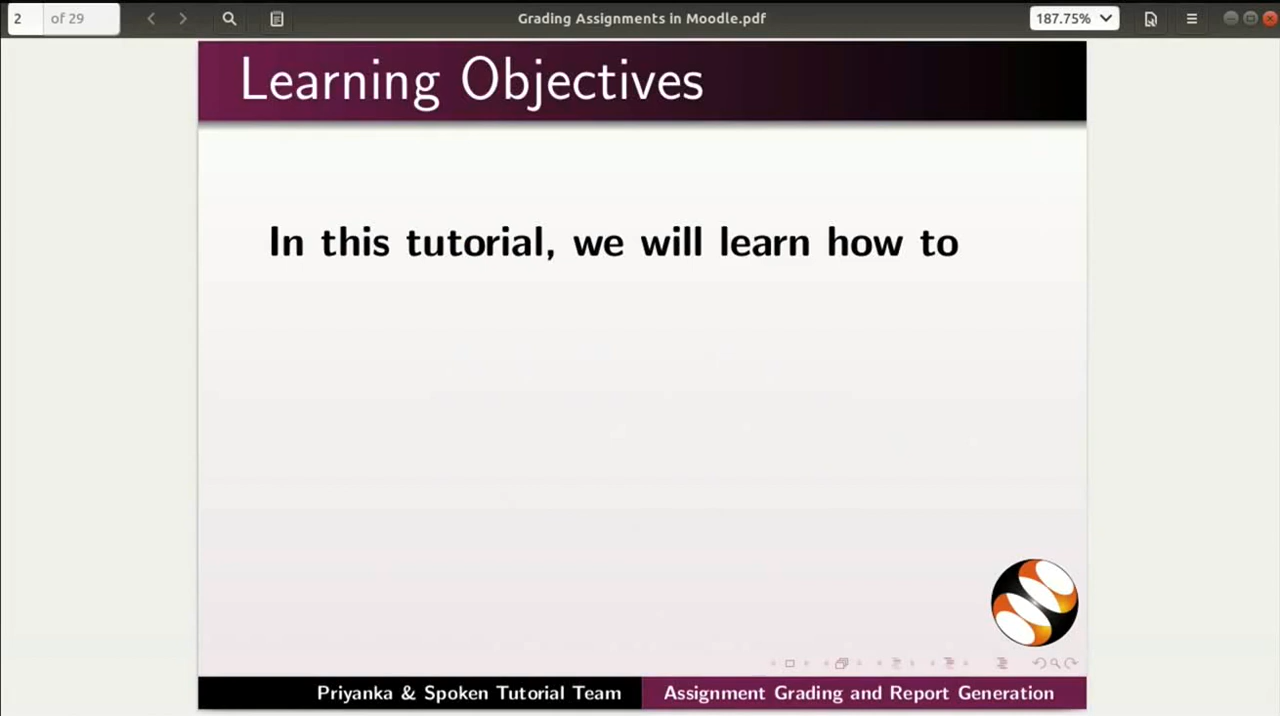 2 of 29
Grading Assignments in Moodle.pdf
187.75%
Learning Objectives
In this tutorial, we will learn how to
Priyanka & Spoken Tutorial Team
Assignment Grading and Report Generation